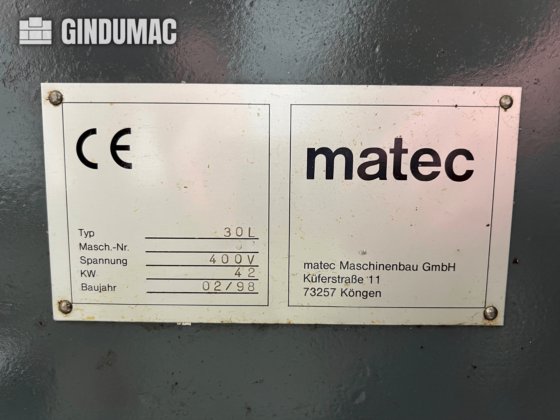 GINDUMAC
CE
Typ 30L
Masch.-Nr.
Spannung 400V
KW 42
Baujahr 02/98
matec
matec Maschinenbau GmbH
Küferstraße 11
73257 Köngen